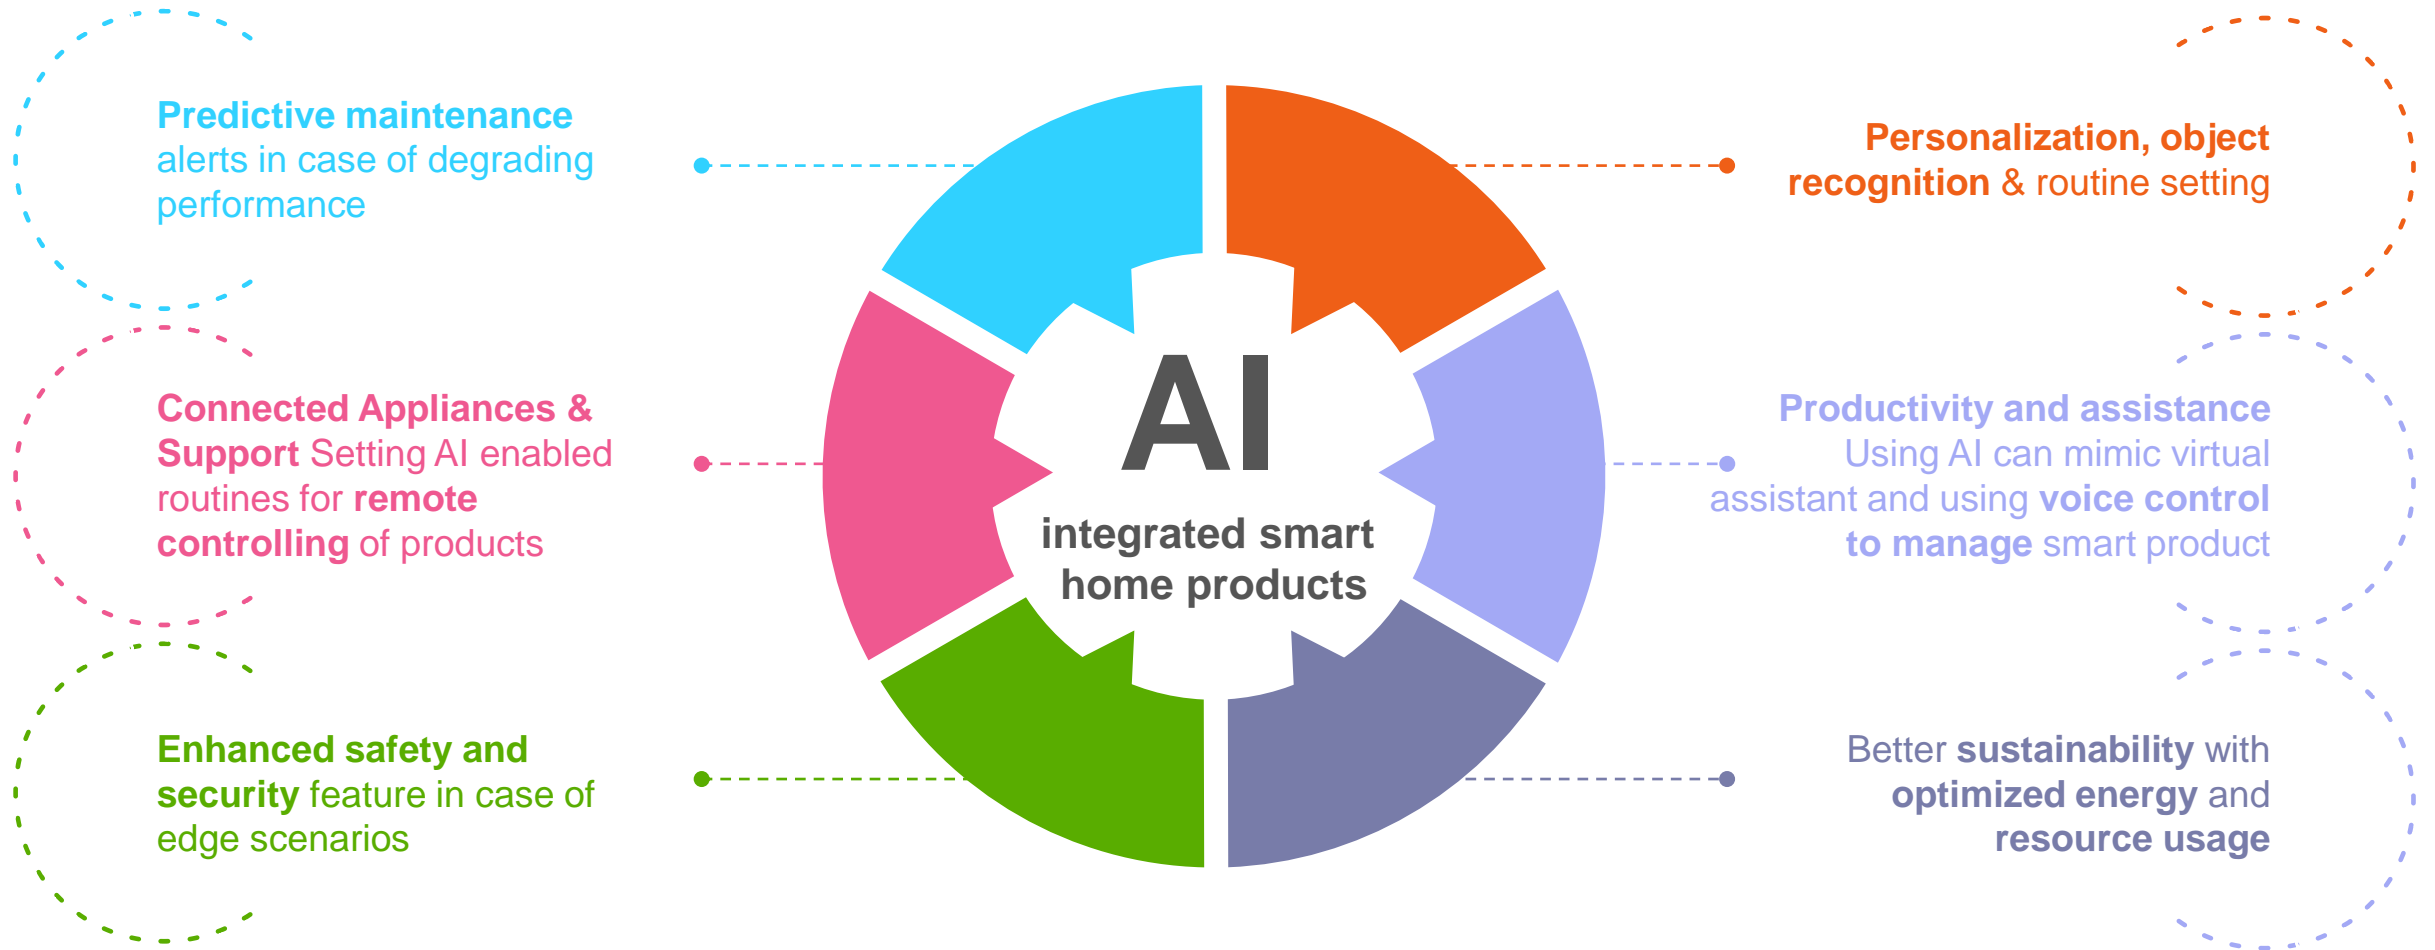 Predictive maintenance
alerts in case of degrading
performance
Connected Appliances &
Support Setting AI enabled
routines for remote
controlling of products
Enhanced safety and
security feature in case of
edge scenarios
AI
integrated smart
home products
Personalization, object
recognition & routine setting
Productivity and assistance
Using AI can mimic virtual
assistant and using voice control
to manage smart product
Better sustainability with
optimized energy and
resource usage